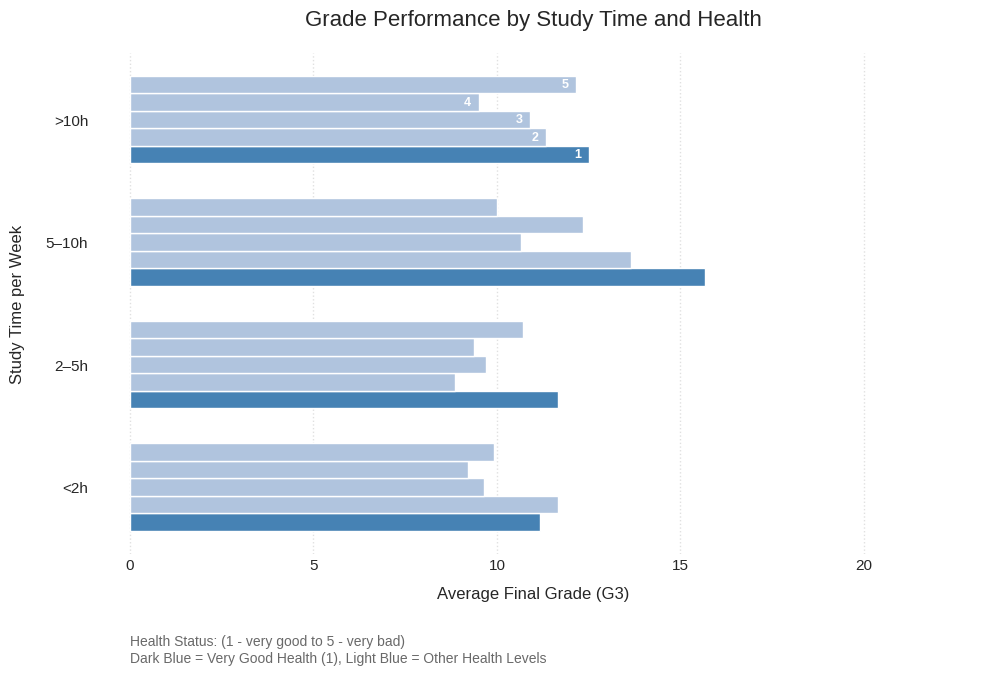 Grade Performance by Study Time and Health
5
4
>10h
3
2
1
5–10h
2–5h
<2h
Study Time per Week
0 5 10 15 20
Average Final Grade (G3)
Health Status: (1 - very good to 5 - very bad)
Dark Blue = Very Good Health (1), Light Blue = Other Health Levels